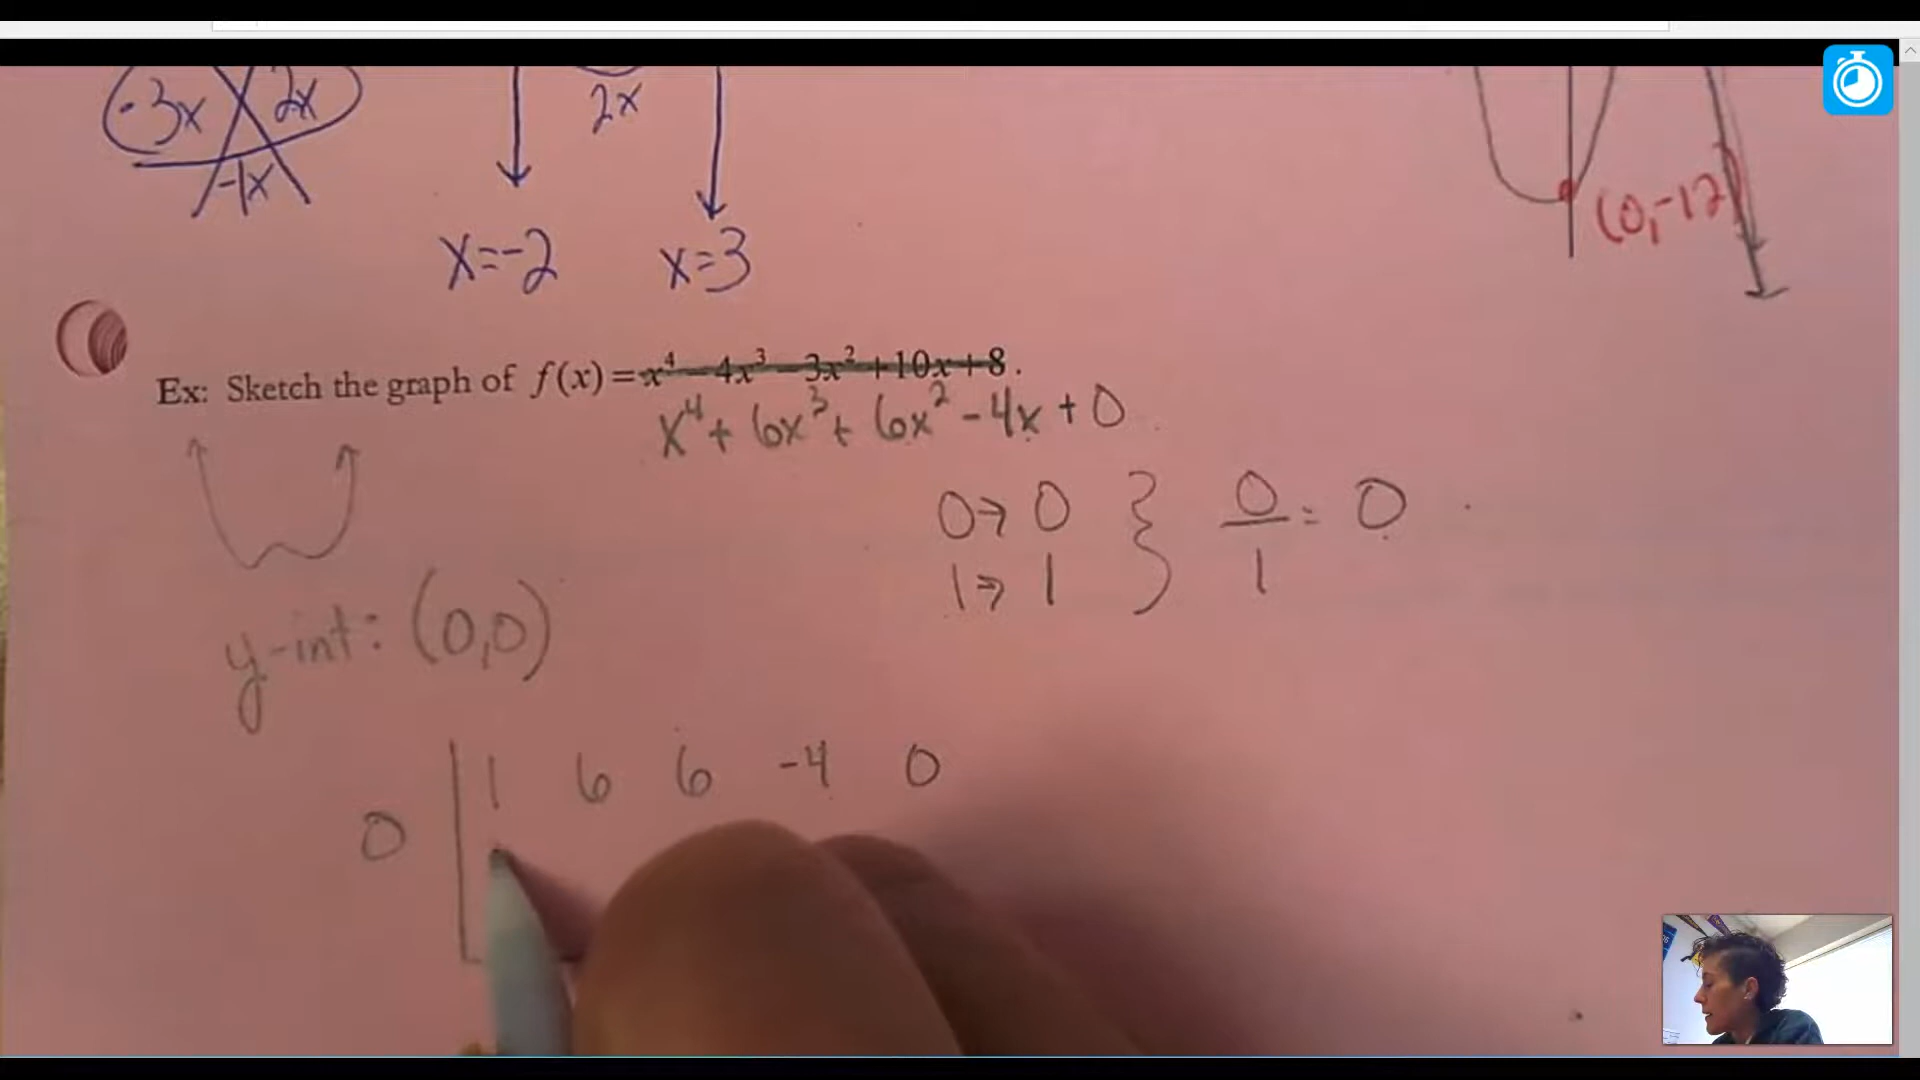 -3x 2x
-1x
2x
(0,-12)
x=-2 x=3
Ex: Sketch the graph of f(x)=x⁴-4x³-3x²+10x+8.
x⁴+6x³+6x²-4x+0
0→0 } 0/1 = 0
1→1
y-int: (0,0)
0 | 1 6 6 -4 0